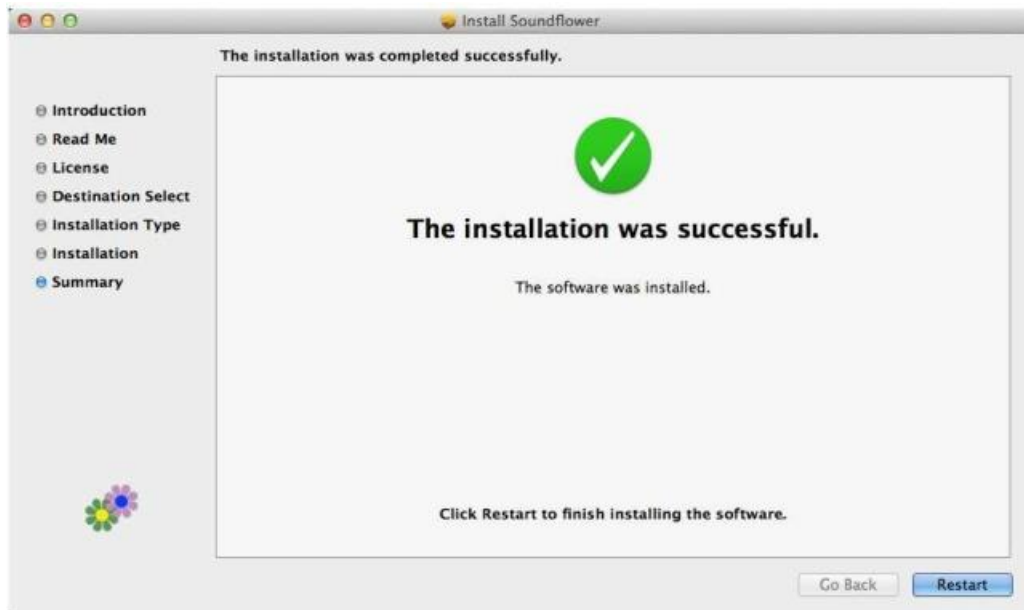 Install Soundflower
The installation was completed successfully.
Introduction
Read Me
License
Destination Select
Installation Type
Installation
Summary
The installation was successful.
The software was installed.
Click Restart to finish installing the software.
Go Back
Restart